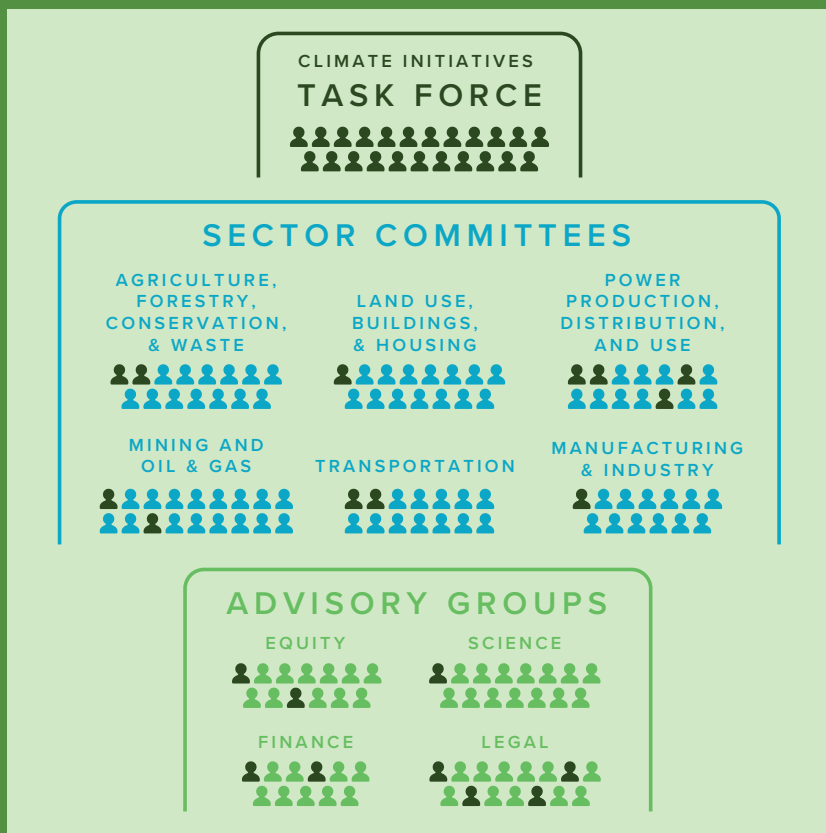 CLIMATE INITIATIVES
TASK FORCE
SECTOR COMMITTEES
AGRICULTURE,
FORESTRY,
CONSERVATION,
& WASTE
LAND USE,
BUILDINGS,
& HOUSING
POWER
PRODUCTION,
DISTRIBUTION,
AND USE
MINING AND
OIL & GAS
TRANSPORTATION
MANUFACTURING
& INDUSTRY
ADVISORY GROUPS
EQUITY
SCIENCE
FINANCE
LEGAL